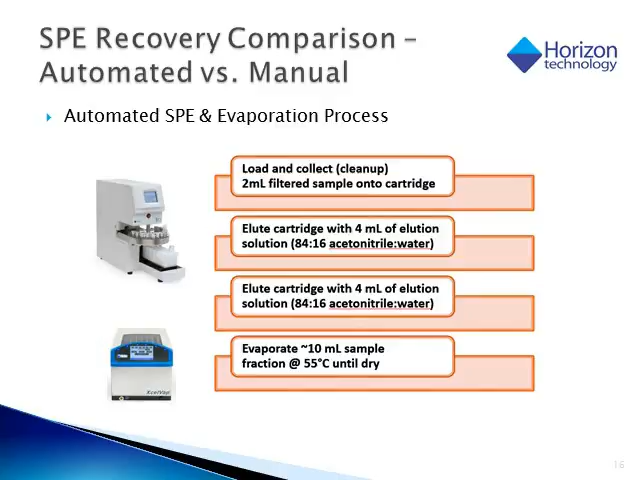 SPE Recovery Comparison –
Automated vs. Manual
Horizon
technology
Automated SPE & Evaporation Process
Load and collect (cleanup)
2mL filtered sample onto cartridge
Elute cartridge with 4 mL of elution
solution (84:16 acetonitrile:water)
Elute cartridge with 4 mL of elution
solution (84:16 acetonitrile:water)
Evaporate ~10 mL sample
fraction @ 55°C until dry
XcelVap
16